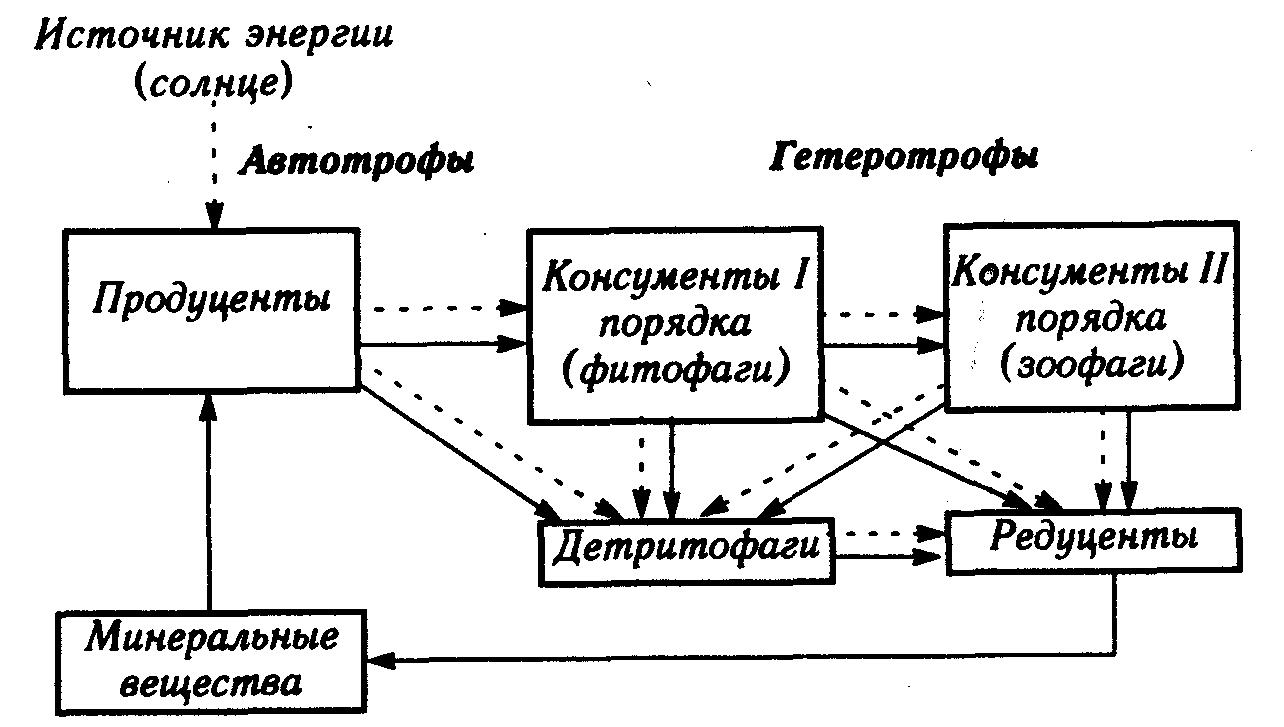 Источник энергии
(солнце)
Автотрофы
Гетеротрофы
Продуценты
Консументы I
порядка
(фитофаги)
Консументы II
порядка
(зоофаги)
Детритофаги
Редуценты
Минеральные
вещества